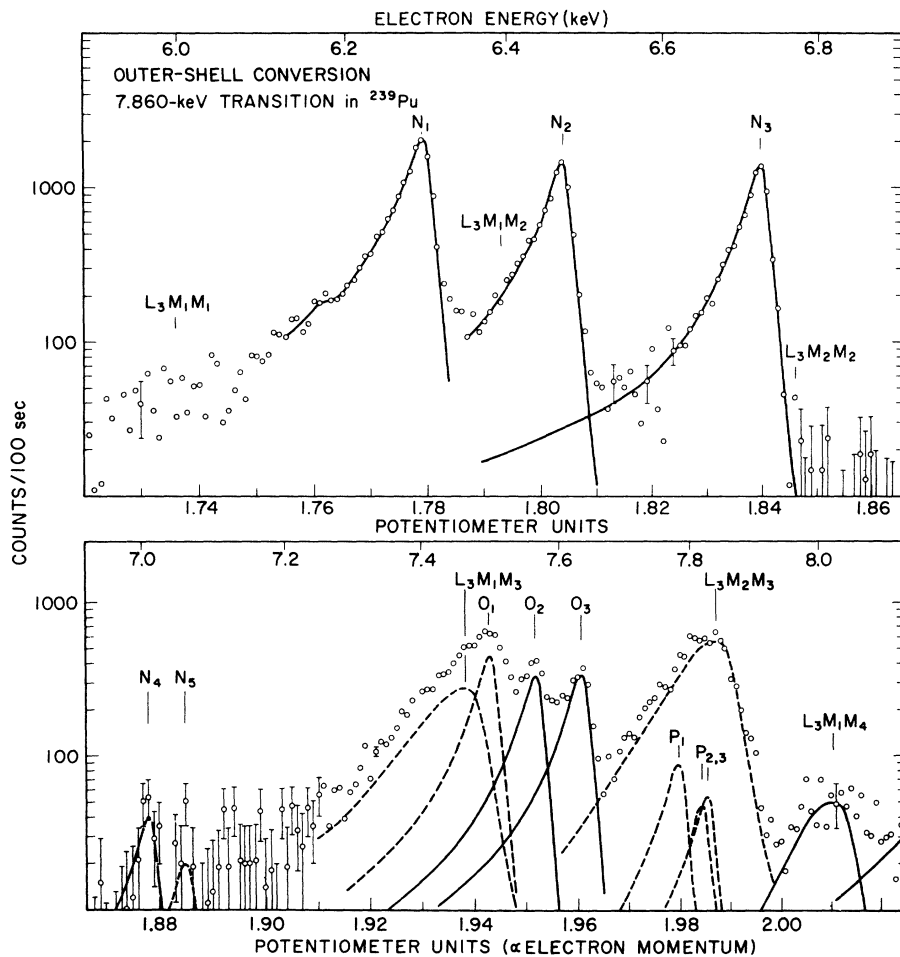 ELECTRON ENERGY (keV)
6.0 6.2 6.4 6.6 6.8
OUTER-SHELL CONVERSION
7.860-keV TRANSITION in ²³⁹Pu
N₁ N₂ N₃
1000
L₃M₁M₂
L₃M₁M₁
100
L₃M₂M₂
1.74 1.76 1.78 1.80 1.82 1.84 1.86
POTENTIOMETER UNITS
COUNTS/100 sec
7.0 7.2 7.4 7.6 7.8 8.0
L₃M₁M₃ L₃M₂M₃
1000
O₁ O₂ O₃
N₄ N₅
L₃M₁M₄
P₁ P₂,₃
100
1.88 1.90 1.92 1.94 1.96 1.98 2.00
POTENTIOMETER UNITS (α ELECTRON MOMENTUM)